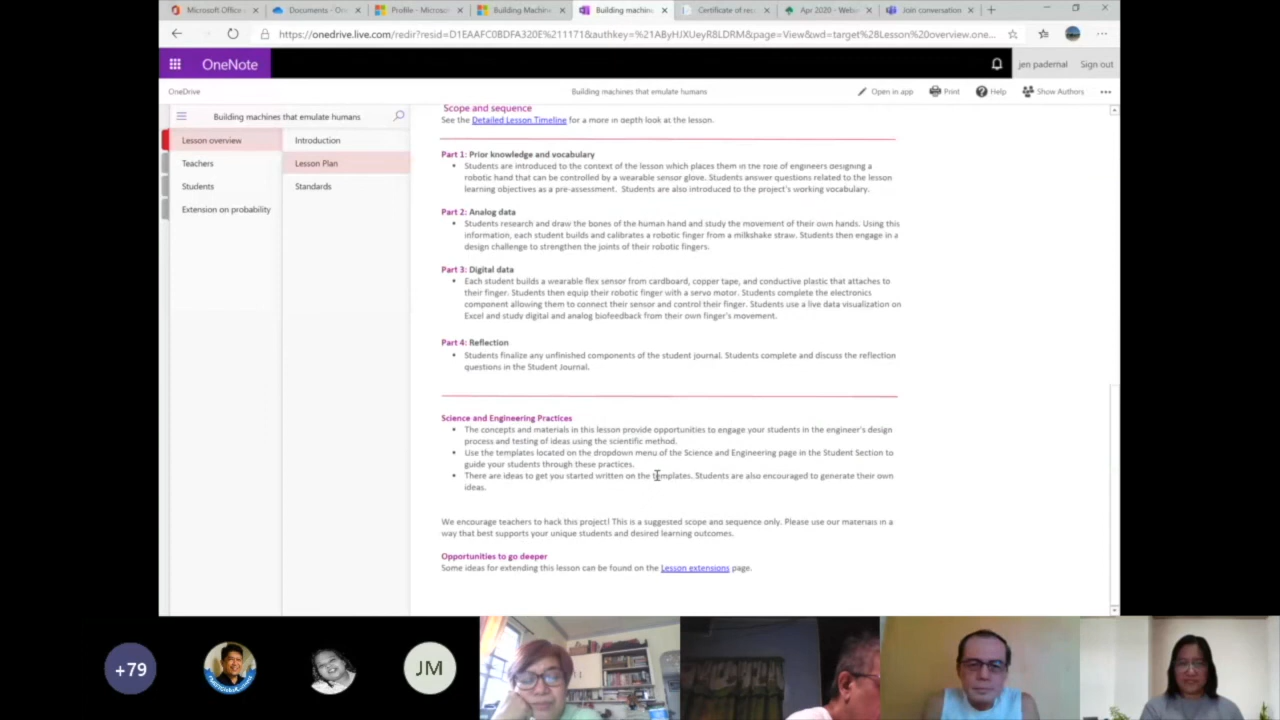 Microsoft Office
Documents - On
Profile - Microso
Building Machin
Building machin
Certificate of rec
Apr 2020 - Web
Join conversation
https://onedrive.live.com/redir?resid=D1EAAFC0BDFA320E%211171&authkey=%21AByHJXUeyR8LDRM&page=View&wd=target%28Lesson%20overview.one...
OneNote
jen padernal
Sign out
OneDrive
Building machines that emulate humans
Open in app
Print
Help
Show Authors
Building machines that emulate humans
Lesson overview
Teachers
Students
Extension on probability
Introduction
Lesson Plan
Standards
Scope and sequence
See the Detailed Lesson Timeline for a more in depth look at the lesson.
Part 1: Prior knowledge and vocabulary
Students are introduced to the context of the lesson which places them in the role of engineers designing a
robotic hand that can be controlled by a wearable sensor glove. Students answer questions related to the lesson
learning objectives as a pre-assessment. Students are also introduced to the project's working vocabulary.
Part 2: Analog data
Students research and draw the bones of the human hand and study the movement of their own hands. Using this
information, each student builds and calibrates a robotic finger from a milkshake straw. Students then engage in a
design challenge to strengthen the joints of their robotic fingers.
Part 3: Digital data
Each student builds a wearable flex sensor from cardboard, copper tape, and conductive plastic that attaches to
their finger. Students then equip their robotic finger with a servo motor. Students complete the electronics
component allowing them to connect their sensor and control their finger. Students use a live data visualization on
Excel and study digital and analog biofeedback from their own finger's movement.
Part 4: Reflection
Students finalize any unfinished components of the student journal. Students complete and discuss the reflection
questions in the Student Journal.
Science and Engineering Practices
The concepts and materials in this lesson provide opportunities to engage your students in the engineer's design
process and testing of ideas using the scientific method.
Use the templates located on the dropdown menu of the Science and Engineering page in the Student Section to
guide your students through these practices.
There are ideas to get you started written on the templates. Students are also encouraged to generate their own
ideas.
We encourage teachers to hack this project! This is a suggested scope and sequence only. Please use our materials in a
way that best supports your unique students and desired learning outcomes.
Opportunities to go deeper
Some ideas for extending this lesson can be found on the Lesson extensions page.
+79
JM